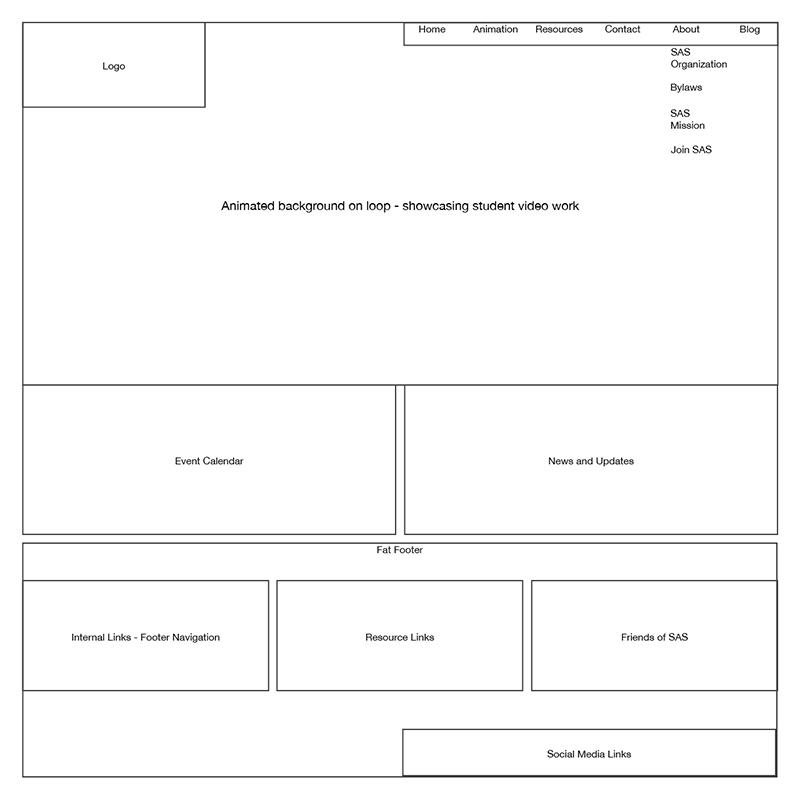 Home Animation Resources Contact About Blog
Logo
SAS
Organization
Bylaws
SAS
Mission
Join SAS
Animated background on loop - showcasing student video work
Event Calendar
News and Updates
Fat Footer
Internal Links - Footer Navigation
Resource Links
Friends of SAS
Social Media Links